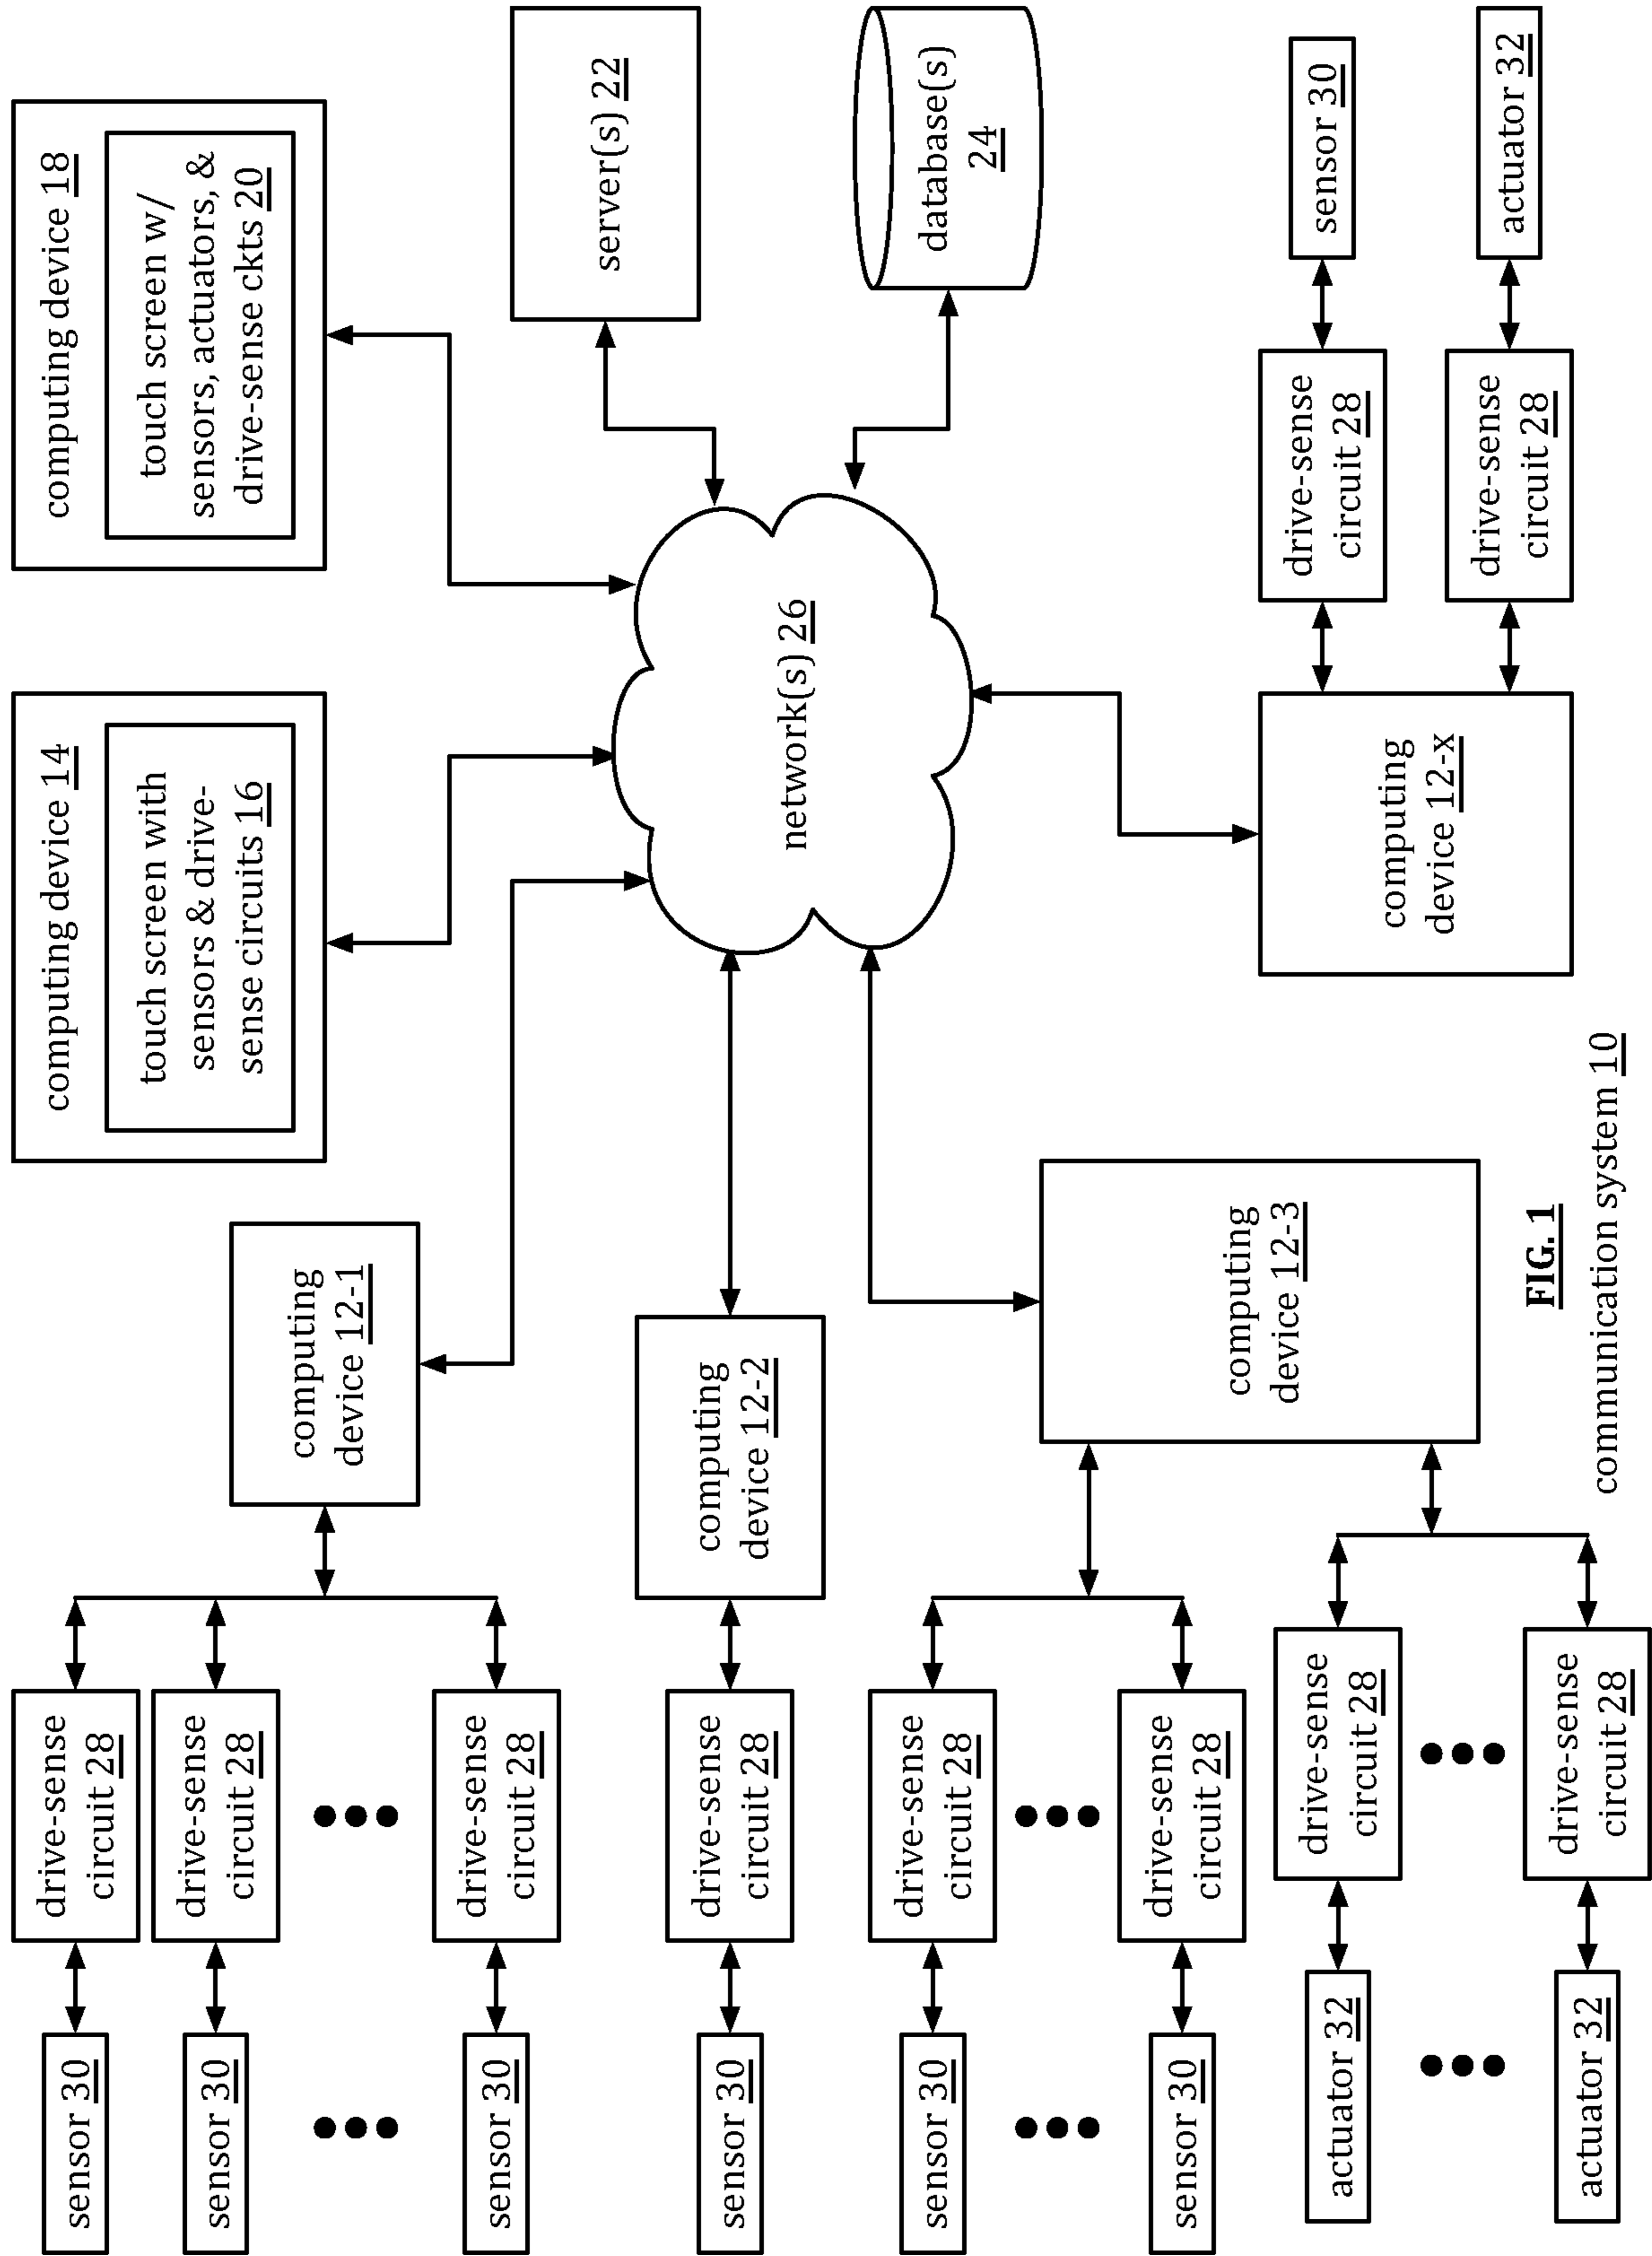 computing device 14
touch screen with
sensors & drive-
sense circuits 16
computing device 18
touch screen w/
sensors, actuators, &
drive-sense ckts 20
sensor 30
drive-sense
circuit 28
sensor 30
drive-sense
circuit 28
sensor 30
drive-sense
circuit 28
computing
device 12-1
server(s) 22
database(s)
24
network(s) 26
sensor 30
drive-sense
circuit 28
computing
device 12-2
sensor 30
drive-sense
circuit 28
sensor 30
drive-sense
circuit 28
computing
device 12-3
actuator 32
drive-sense
circuit 28
actuator 32
drive-sense
circuit 28
computing
device 12-x
drive-sense
circuit 28
sensor 30
drive-sense
circuit 28
actuator 32
FIG. 1
communication system 10